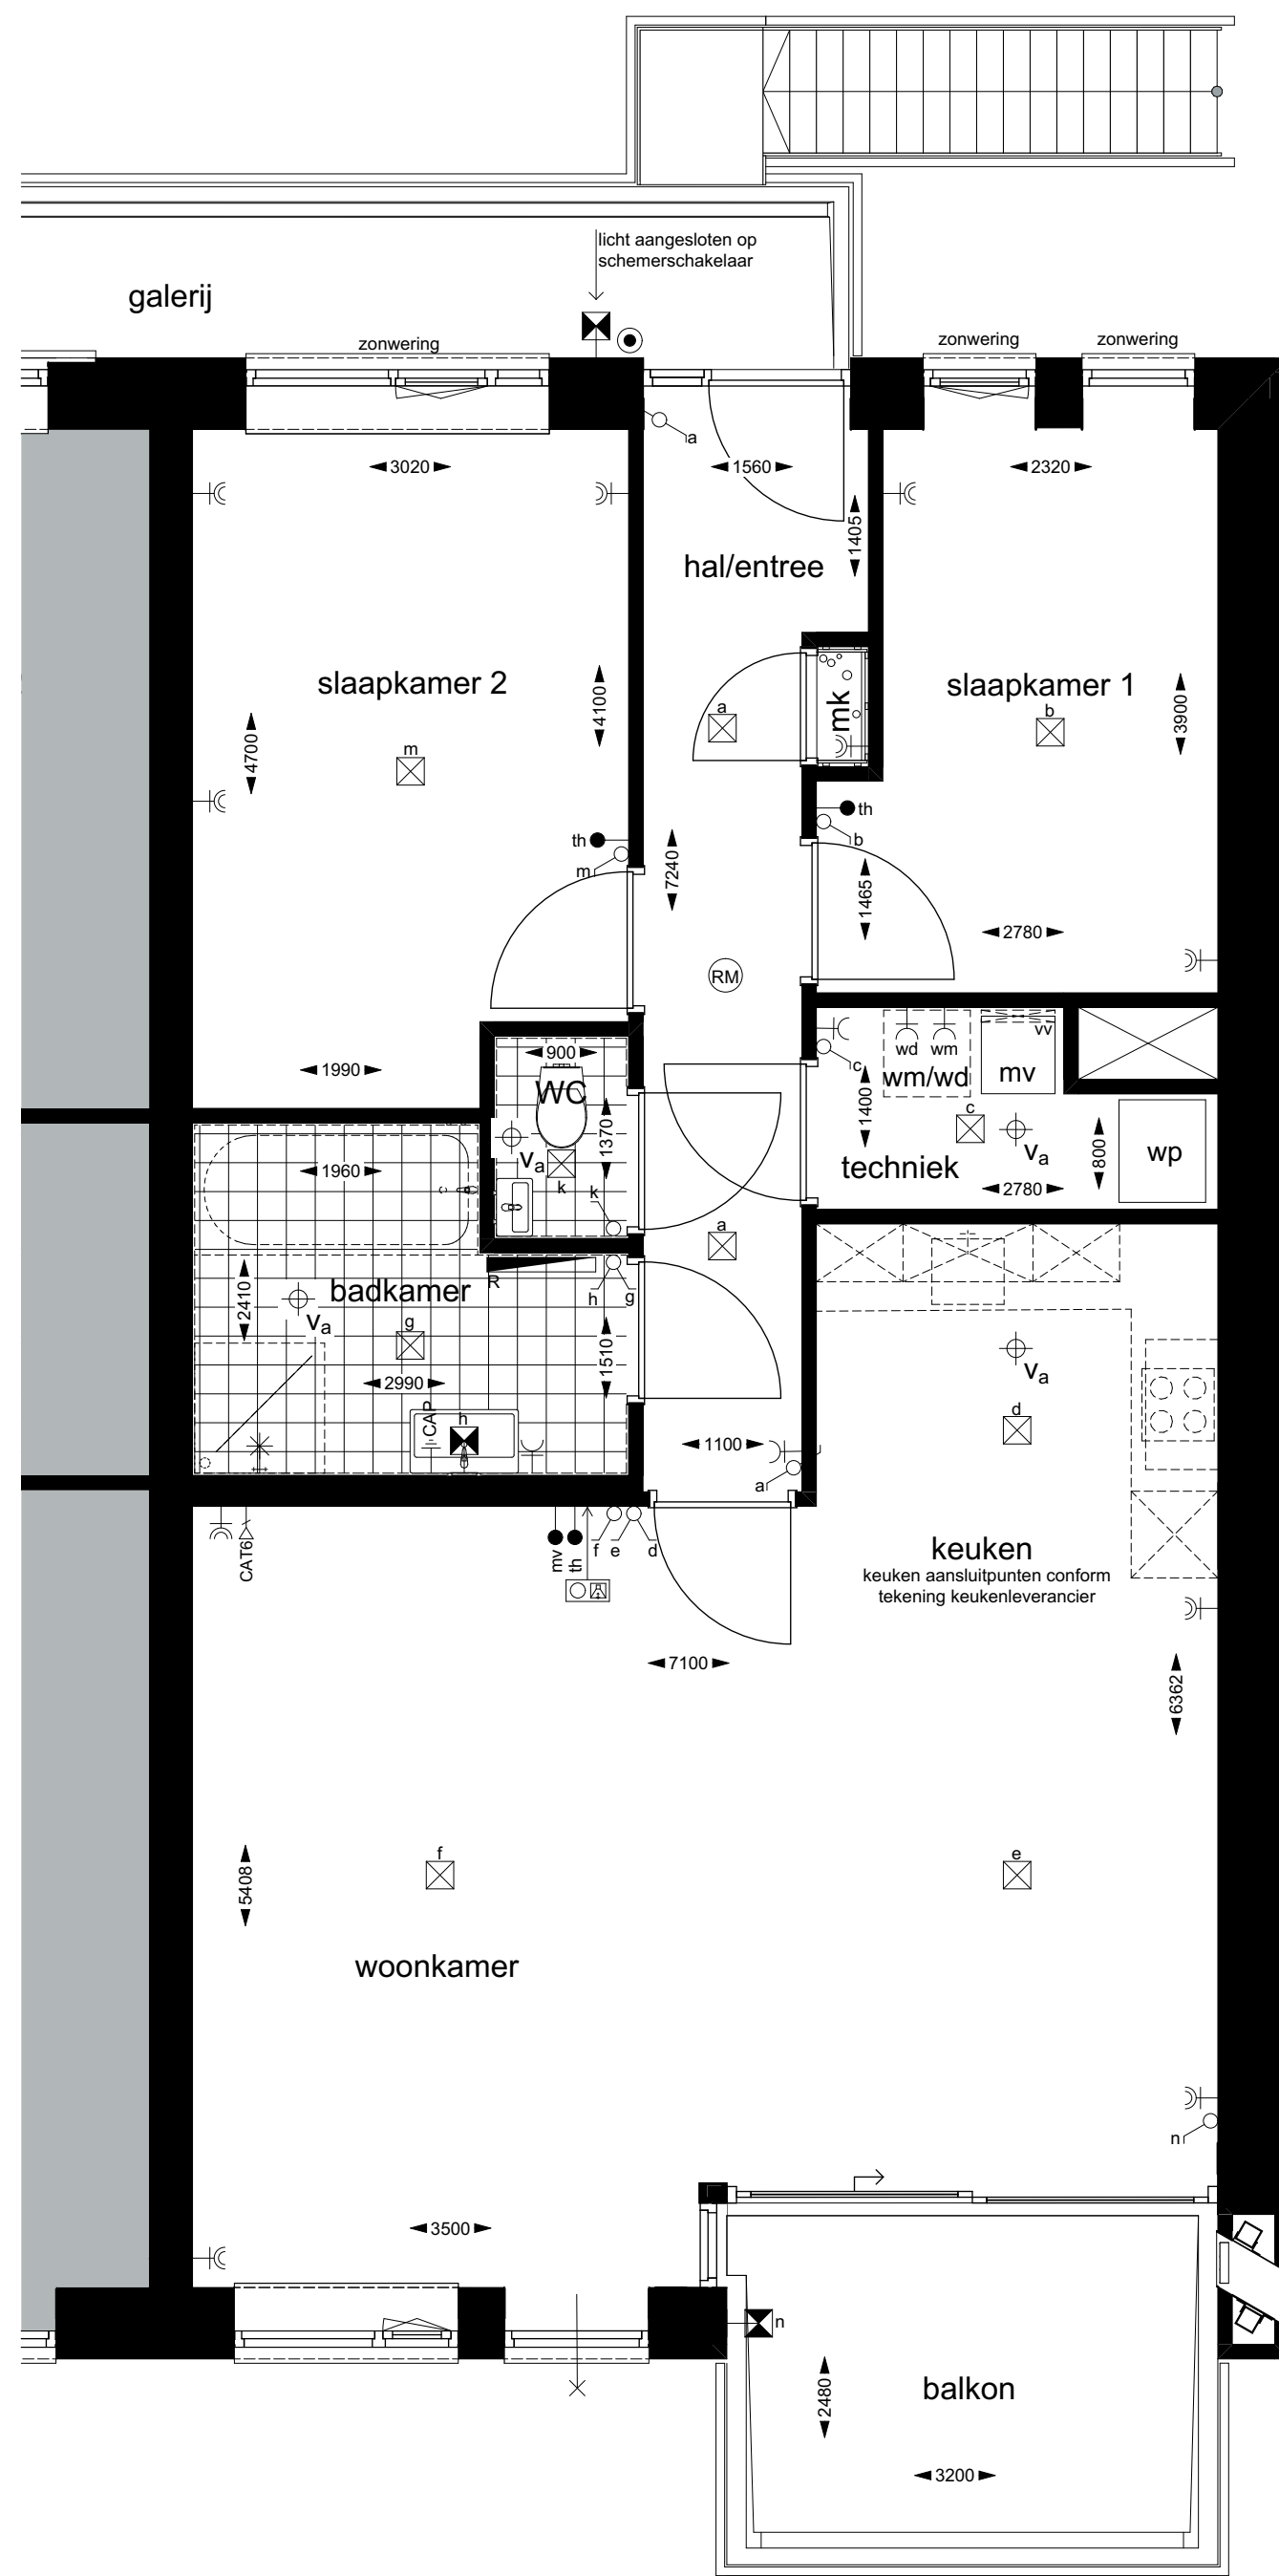 licht aangesloten op
schemerschakelaar
galerij
zonwering
zonwering
zonwering
a
3020
1560
2320
1405
hal/entree
slaapkamer 2
slaapkamer 1
mk
a
b
4100
3900
4700
m
th
th
m
b
7240
1465
2780
RM
1990
900
WC
1370
Va
k
k
c
wd
wm
wm/wd
vv
mv
1400
c
Va
800
wp
techniek
2780
1960
a
R
h
g
2410
badkamer
Va
g
1510
2990
CAP
h
1100
a
Va
d
CAT6
mv
th
f
e
d
keuken
keuken aansluitpunten conform
tekening keukenleverancier
7100
6362
f
e
5408
woonkamer
n
3500
n
2480
balkon
3200